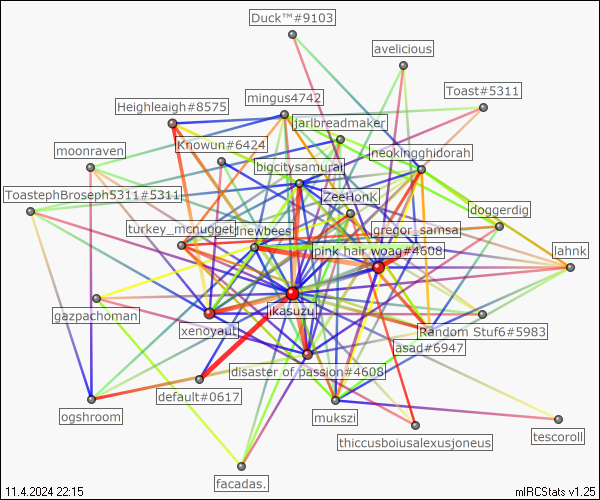 Duck™#9103
avelicious
Toast#5311
mingus4742
Heighleaigh#8575
jarlbreadmaker
Knowun#6424
moonraven
neokingghidorah
bigcitysamurai
ToastephBroseph5311#5311
ZeeHonK
doggerdig
turkey_mcnugget
newbees
gregor_samsa
pink hair woag#4608
lahnk
ikasuzu
gazpachoman
xenoyaut
Random Stuf6#5983
asad#6947
disaster of passion#4608
default#0617
ogshroom
mukszi
thiccusboiusalexusjoneus
tescoroll
facadas.
11.4.2024 22:15
mIRCStats v1.25